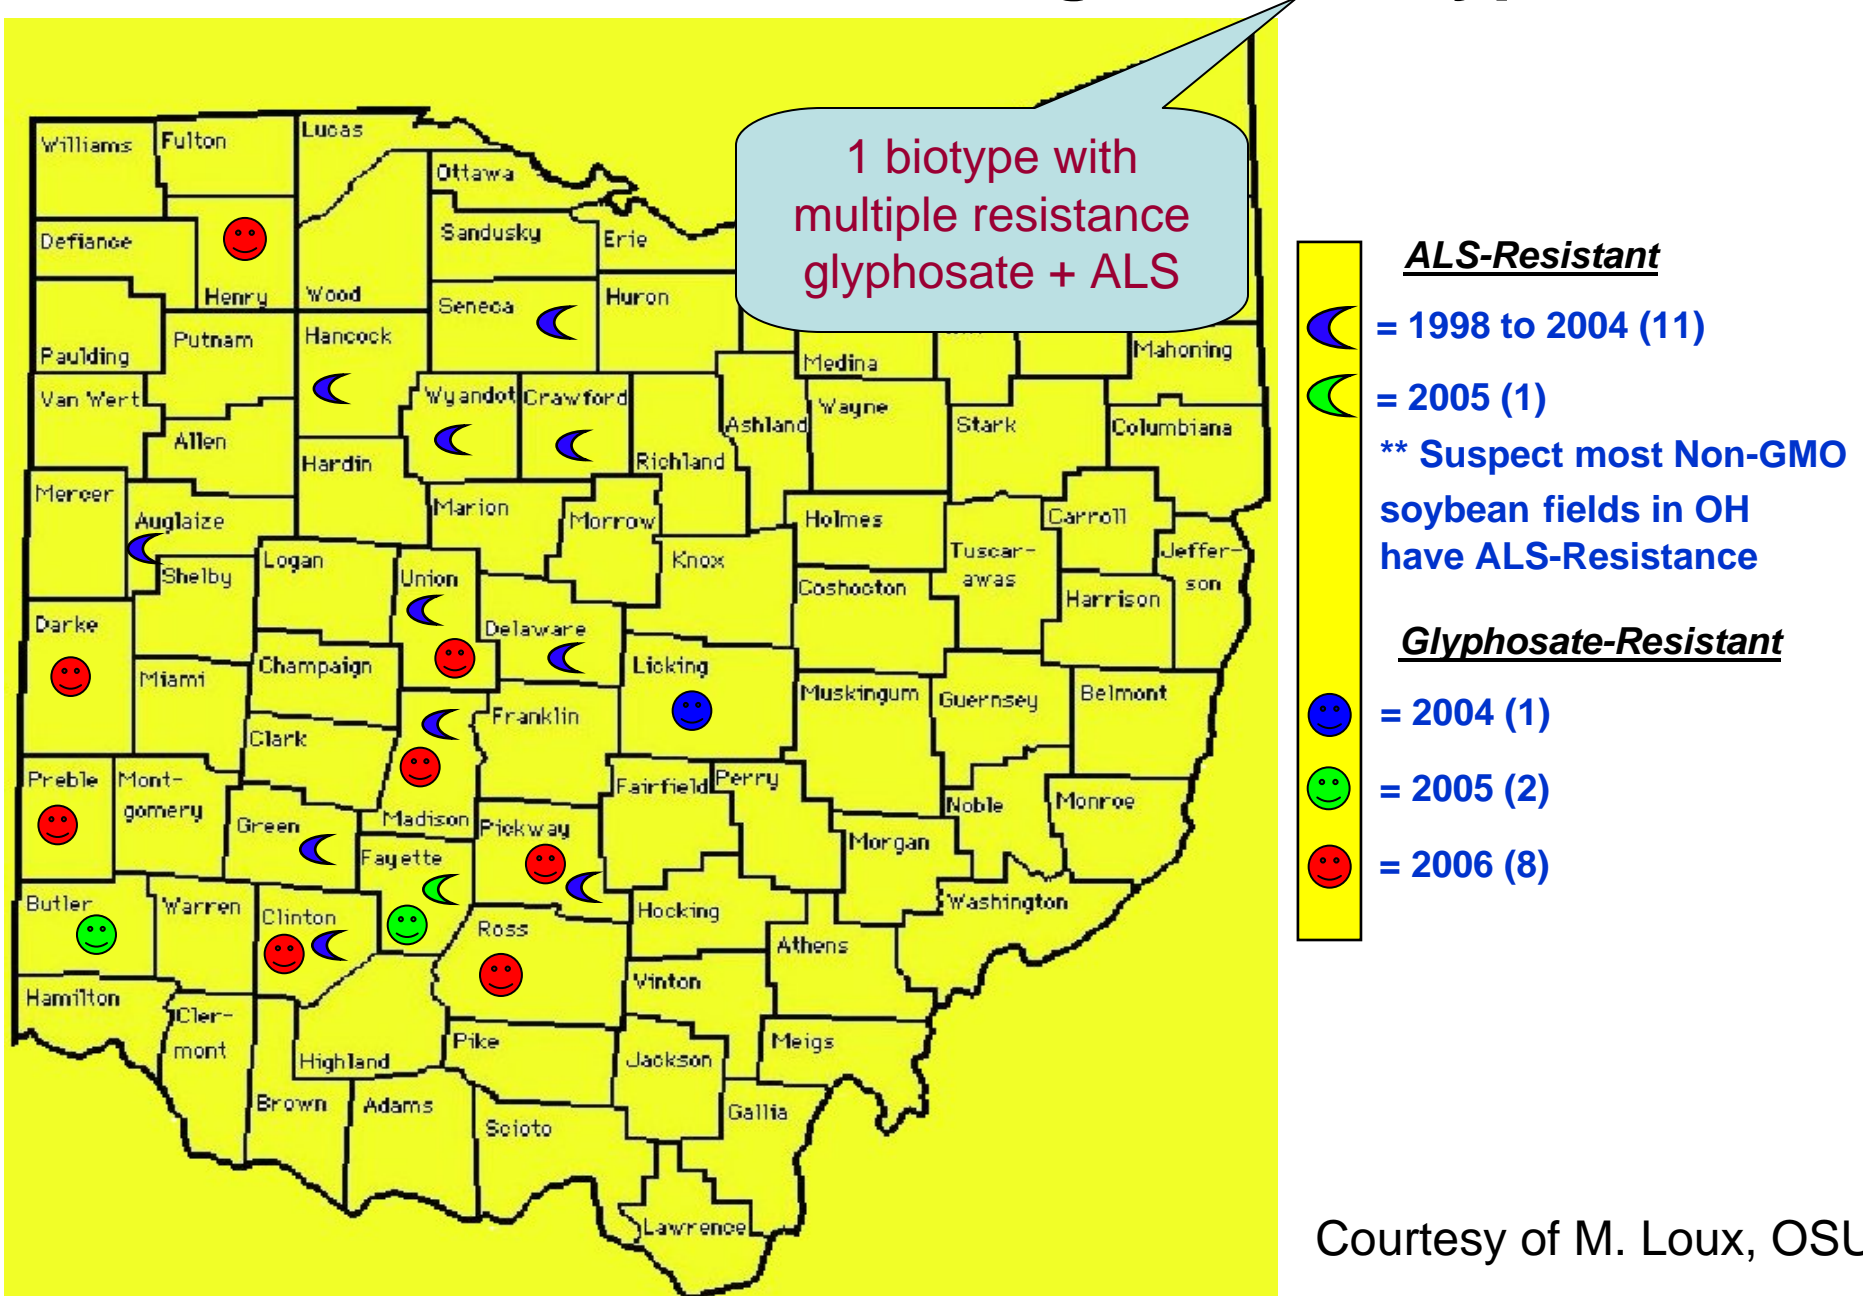 1 biotype with
multiple resistance
glyphosate + ALS
Williams
Fulton
Lucas
Ottawa
Defiance
Henry
Wood
Sandusky
Erie
Paulding
Putnam
Hancock
Seneca
Huron
Medina
Mahoning
Van Wert
Allen
Hardin
Wyandot
Crawford
Richland
Ashland
Wayne
Stark
Columbiana
Mercer
Auglaize
Marion
Morrow
Holmes
Carroll
Jeffer-
son
Shelby
Logan
Union
Knox
Tuscar-
awas
Coshocton
Harrison
Darke
Miami
Champaign
Delaware
Licking
Muskingum
Guernsey
Belmont
Clark
Franklin
Preble
Mont-
gomery
Green
Madison
Pickway
Fairfield
Perry
Noble
Monroe
Morgan
Fayette
Butler
Warren
Clinton
Ross
Hocking
Washington
Athens
Hamilton
Cler-
mont
Vinton
Highland
Pike
Jackson
Meigs
Brown
Adams
Scioto
Gallia
Lawrence
ALS-Resistant
= 1998 to 2004 (11)
= 2005 (1)
** Suspect most Non-GMO
soybean fields in OH
have ALS-Resistance
Glyphosate-Resistant
= 2004 (1)
= 2005 (2)
= 2006 (8)
Courtesy of M. Loux, OSU